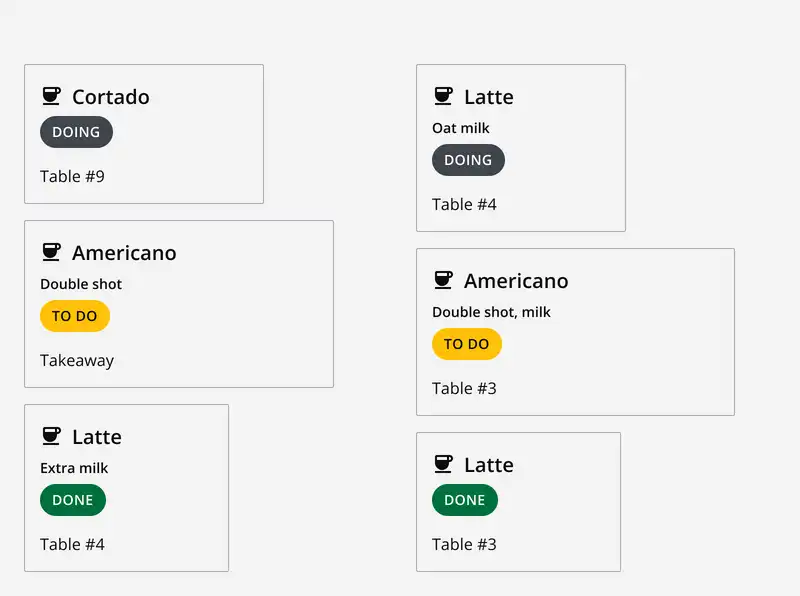 Cortado
DOING
Table #9
Americano
Double shot
TO DO
Takeaway
Latte
Extra milk
DONE
Table #4
Latte
Oat milk
DOING
Table #4
Americano
Double shot, milk
TO DO
Table #3
Latte
DONE
Table #3